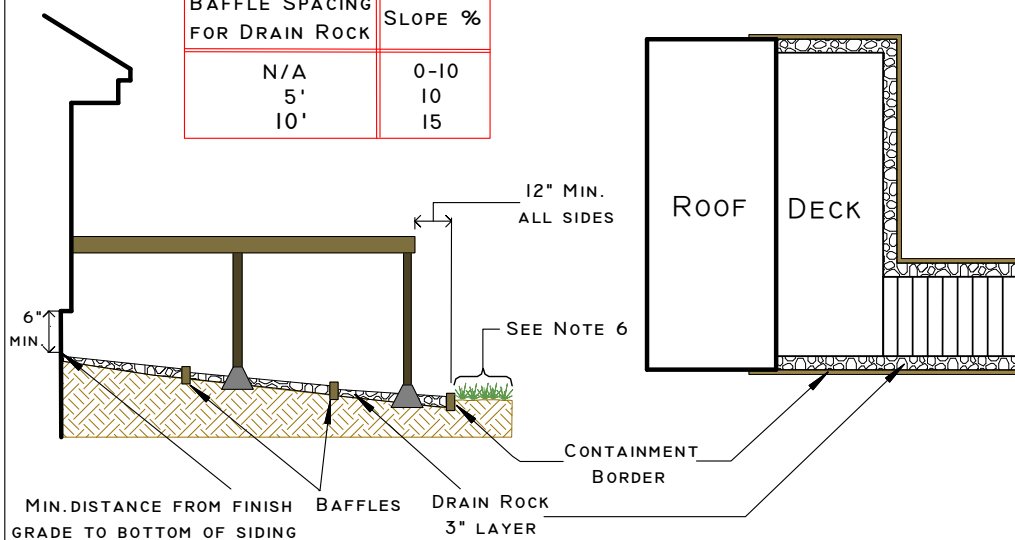 BAFFLE SPACING
FOR DRAIN ROCK
SLOPE %
N/A 0-10
5' 10
10' 15
12" MIN.
ALL SIDES
ROOF
DECK
6"
MIN.
SEE NOTE 6
CONTAINMENT
BORDER
MIN. DISTANCE FROM FINISH
GRADE TO BOTTOM OF SIDING
BAFFLES
DRAIN ROCK
3" LAYER